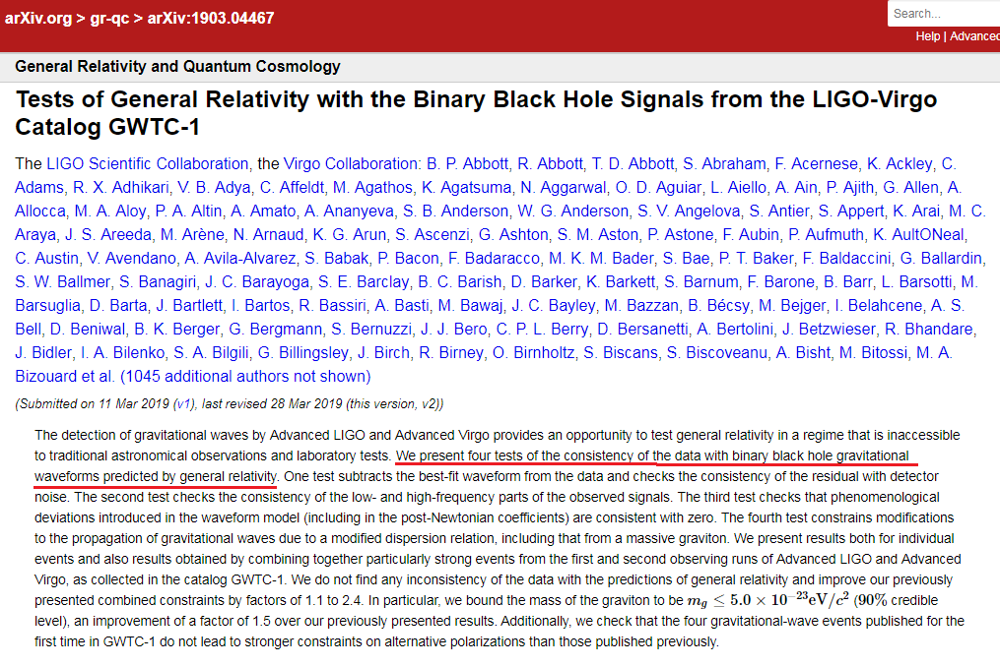 arXiv.org > gr-qc > arXiv:1903.04467
Search...
Help | Advanced
General Relativity and Quantum Cosmology
Tests of General Relativity with the Binary Black Hole Signals from the LIGO-Virgo
Catalog GWTC-1
The LIGO Scientific Collaboration, the Virgo Collaboration: B. P. Abbott, R. Abbott, T. D. Abbott, S. Abraham, F. Acernese, K. Ackley, C.
Adams, R. X. Adhikari, V. B. Adya, C. Affeldt, M. Agathos, K. Agatsuma, N. Aggarwal, O. D. Aguiar, L. Aiello, A. Ain, P. Ajith, G. Allen, A.
Allocca, M. A. Aloy, P. A. Altin, A. Amato, A. Ananyeva, S. B. Anderson, W. G. Anderson, S. V. Angelova, S. Antier, S. Appert, K. Arai, M. C.
Araya, J. S. Areeda, M. Arène, N. Arnaud, K. G. Arun, S. Ascenzi, G. Ashton, S. M. Aston, P. Astone, F. Aubin, P. Aufmuth, K. AultONeal,
C. Austin, V. Avendano, A. Avila-Alvarez, S. Babak, P. Bacon, F. Badaracco, M. K. M. Bader, S. Bae, P. T. Baker, F. Baldaccini, G. Ballardin,
S. W. Ballmer, S. Banagiri, J. C. Barayoga, S. E. Barclay, B. C. Barish, D. Barker, K. Barkett, S. Barnum, F. Barone, B. Barr, L. Barsotti, M.
Barsuglia, D. Barta, J. Bartlett, I. Bartos, R. Bassiri, A. Basti, M. Bawaj, J. C. Bayley, M. Bazzan, B. Bécsy, M. Bejger, I. Belahcene, A. S.
Bell, D. Beniwal, B. K. Berger, G. Bergmann, S. Bernuzzi, J. J. Bero, C. P. L. Berry, D. Bersanetti, A. Bertolini, J. Betzwieser, R. Bhandare,
J. Bidler, I. A. Bilenko, S. A. Bilgili, G. Billingsley, J. Birch, R. Birney, O. Birnholtz, S. Biscans, S. Biscoveanu, A. Bisht, M. Bitossi, M. A.
Bizouard et al. (1045 additional authors not shown)
(Submitted on 11 Mar 2019 (v1), last revised 28 Mar 2019 (this version, v2))
The detection of gravitational waves by Advanced LIGO and Advanced Virgo provides an opportunity to test general relativity in a regime that is inaccessible
to traditional astronomical observations and laboratory tests. We present four tests of the consistency of the data with binary black hole gravitational
waveforms predicted by general relativity. One test subtracts the best-fit waveform from the data and checks the consistency of the residual with detector
noise. The second test checks the consistency of the low- and high-frequency parts of the observed signals. The third test checks that phenomenological
deviations introduced in the waveform model (including in the post-Newtonian coefficients) are consistent with zero. The fourth test constrains modifications
to the propagation of gravitational waves due to a modified dispersion relation, including that from a massive graviton. We present results both for individual
events and also results obtained by combining together particularly strong events from the first and second observing runs of Advanced LIGO and Advanced
Virgo, as collected in the catalog GWTC-1. We do not find any inconsistency of the data with the predictions of general relativity and improve our previously
presented combined constraints by factors of 1.1 to 2.4. In particular, we bound the mass of the graviton to be m_g ≤ 5.0 × 10⁻²³eV/c² (90% credible
level), an improvement of a factor of 1.5 over our previously presented results. Additionally, we check that the four gravitational-wave events published for the
first time in GWTC-1 do not lead to stronger constraints on alternative polarizations than those published previously.